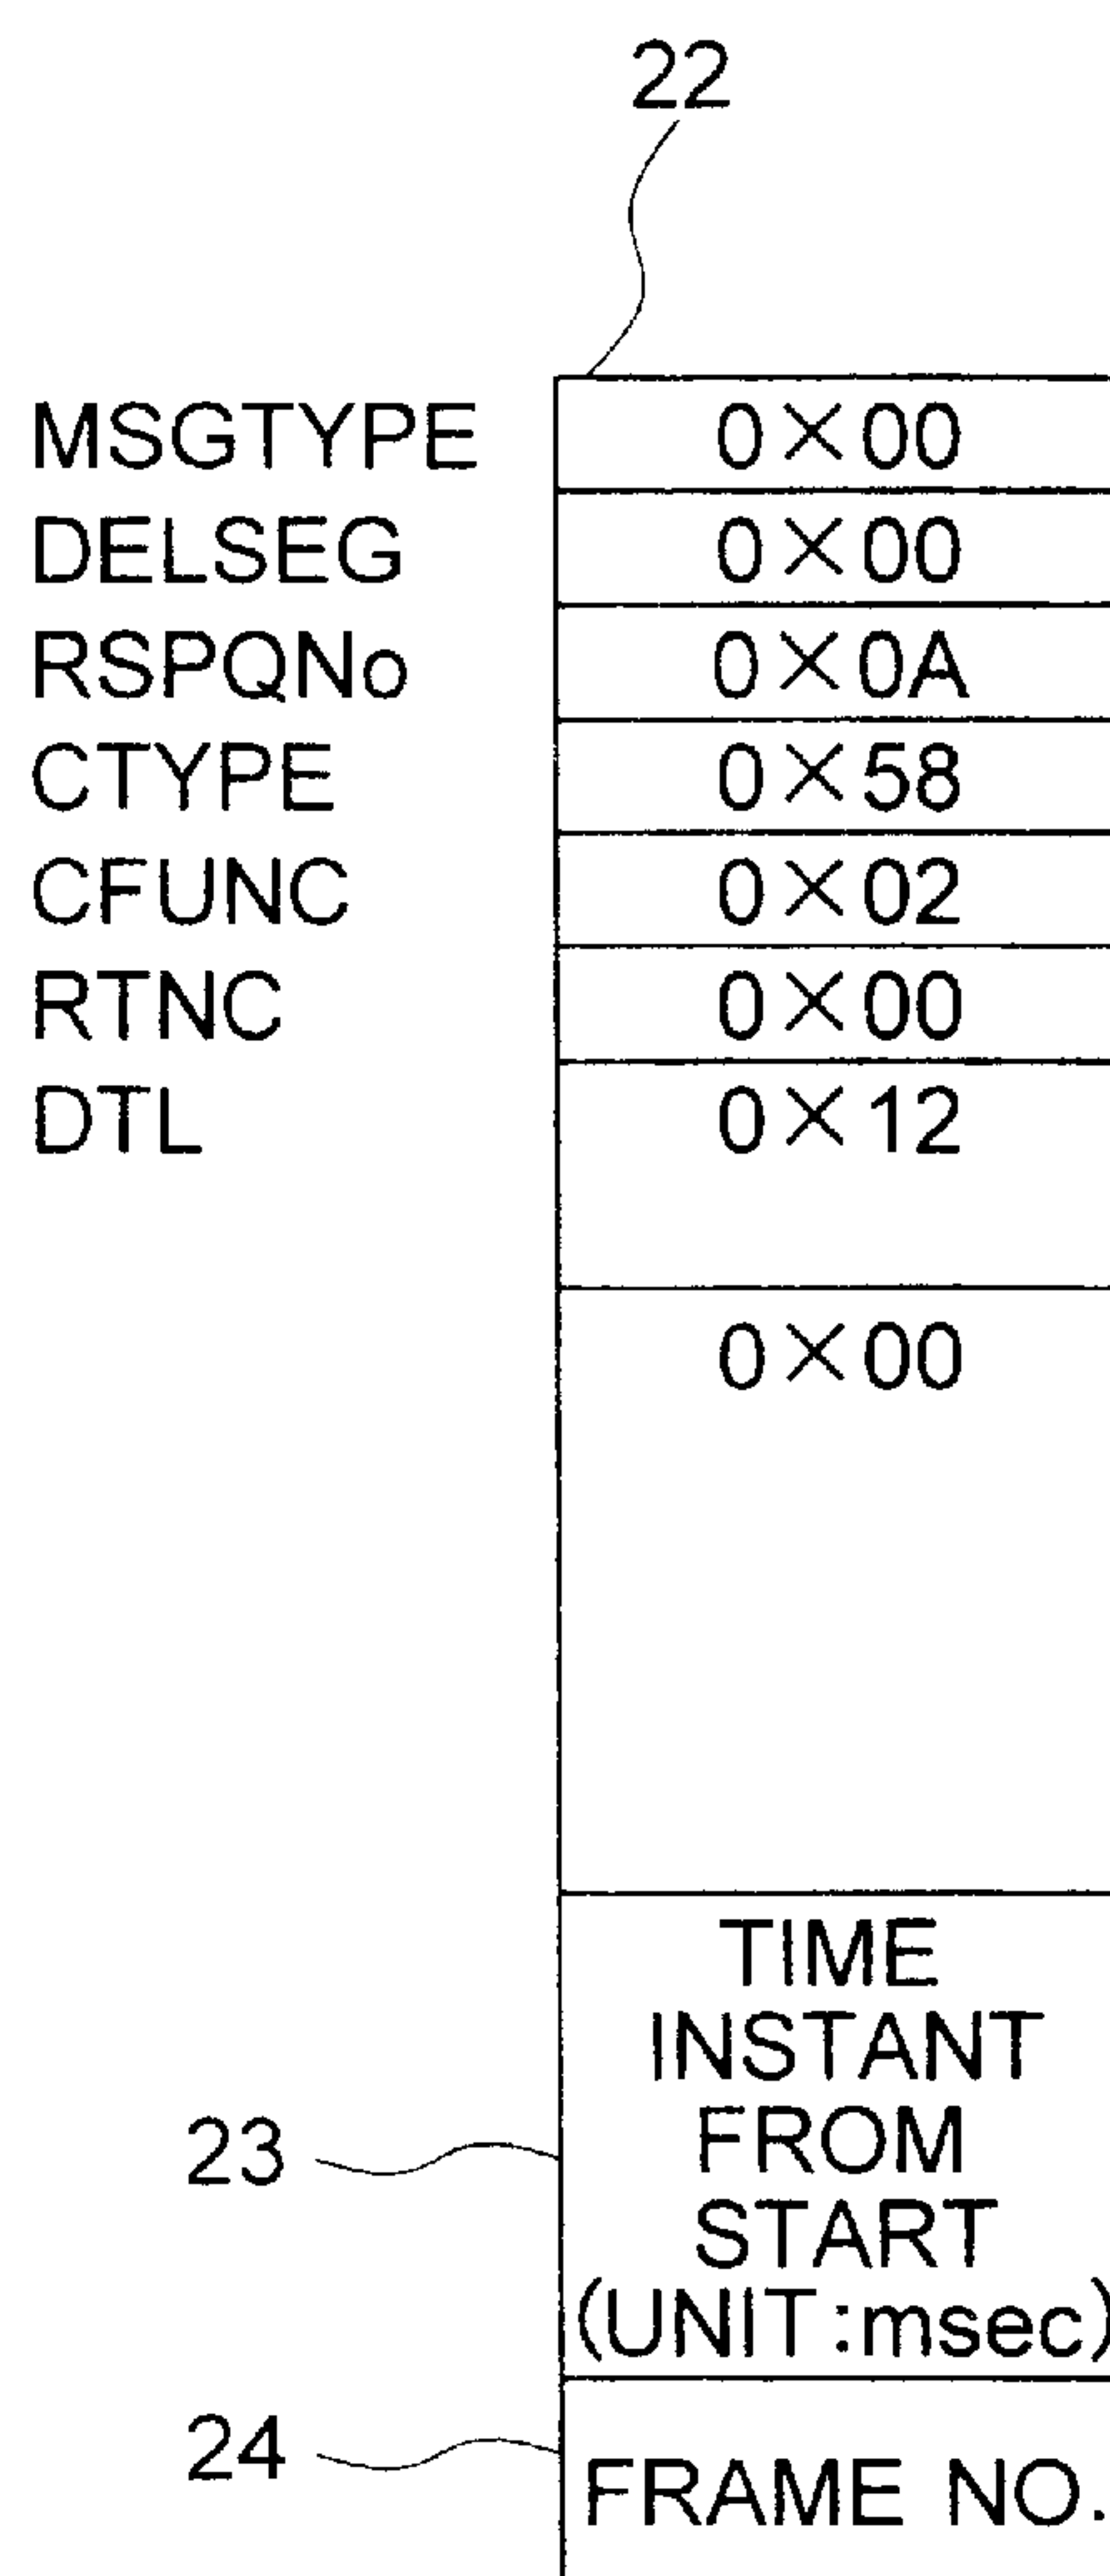 22
MSGTYPE 0×00
DELSEG 0×00
RSPQNo 0×0A
CTYPE 0×58
CFUNC 0×02
RTNC 0×00
DTL 0×12
0×00
TIME
INSTANT
FROM
23
START
(UNIT:msec)
24
FRAME NO.